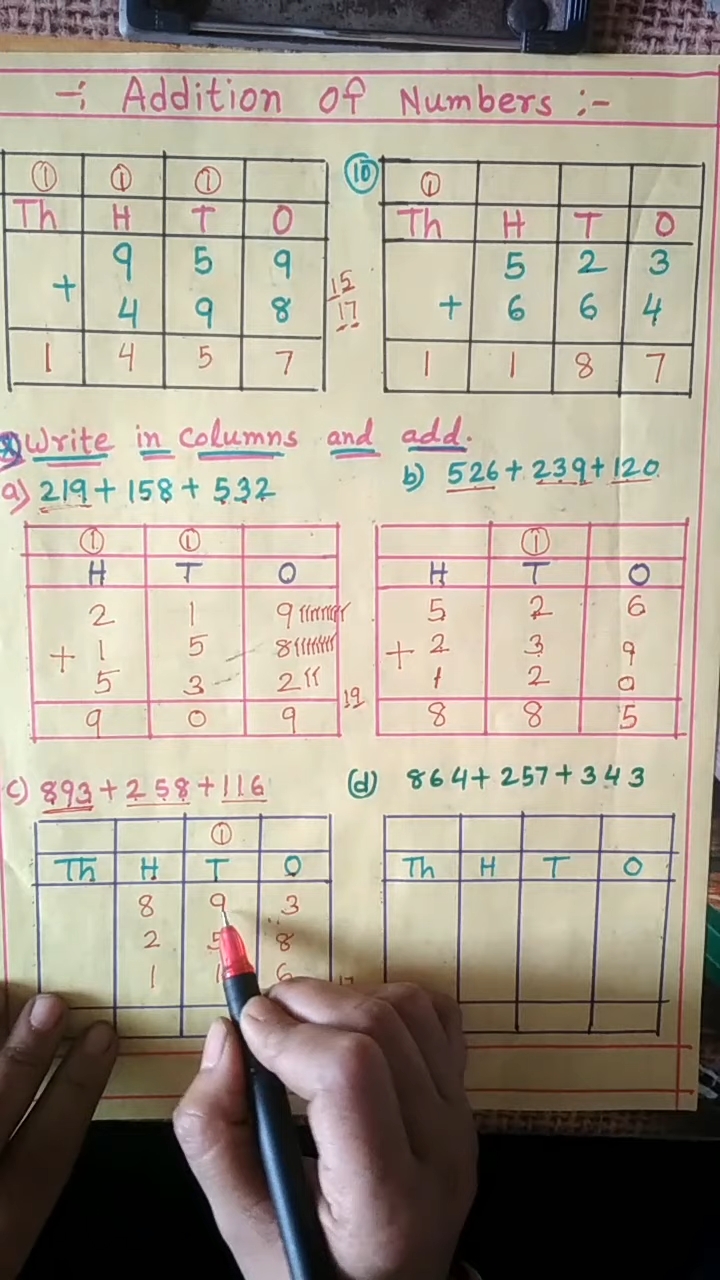 -: Addition Of Numbers :-
① ① ①
Th H T O
9 5 9
+ 4 9 8
1 4 5 7
15
17
⑩
①
Th H T O
5 2 3
+ 6 6 4
1 1 8 7
Write in columns and add.
a) 219 + 158 + 532
① ①
H T O
2 1 9
+ 1 5 8
5 3 2
9 0 9
19
b) 526 + 239 + 120
①
H T O
5 2 6
+ 2 3 9
1 2 0
8 8 5
c) 893 + 258 + 116
①
Th H T O
8 9 3
2 5 8
1 1 6
(d) 864 + 257 + 343
Th H T O